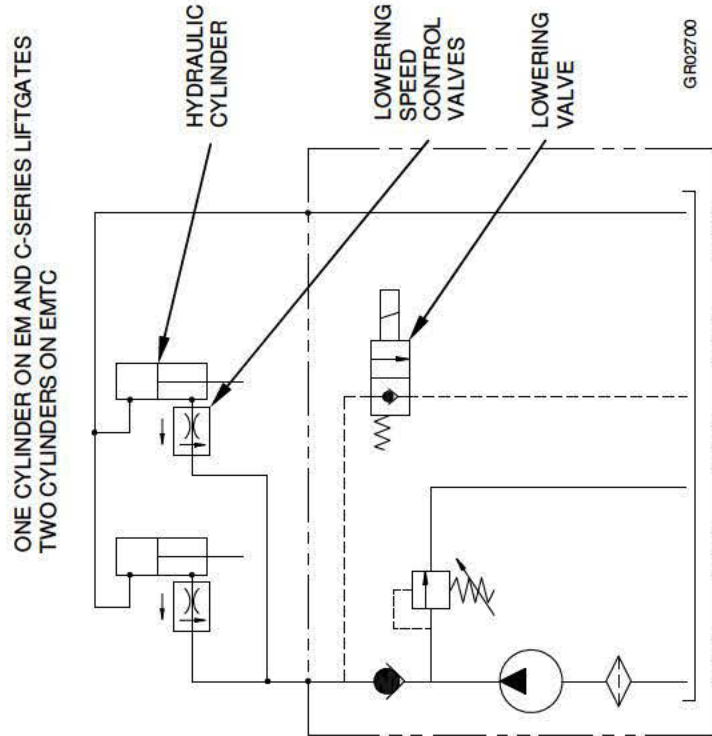 ONE CYLINDER ON EM AND C-SERIES LIFTGATES
TWO CYLINDERS ON EMTC
HYDRAULIC
CYLINDER
LOWERING
SPEED
CONTROL
VALVES
LOWERING
VALVE
GR02700